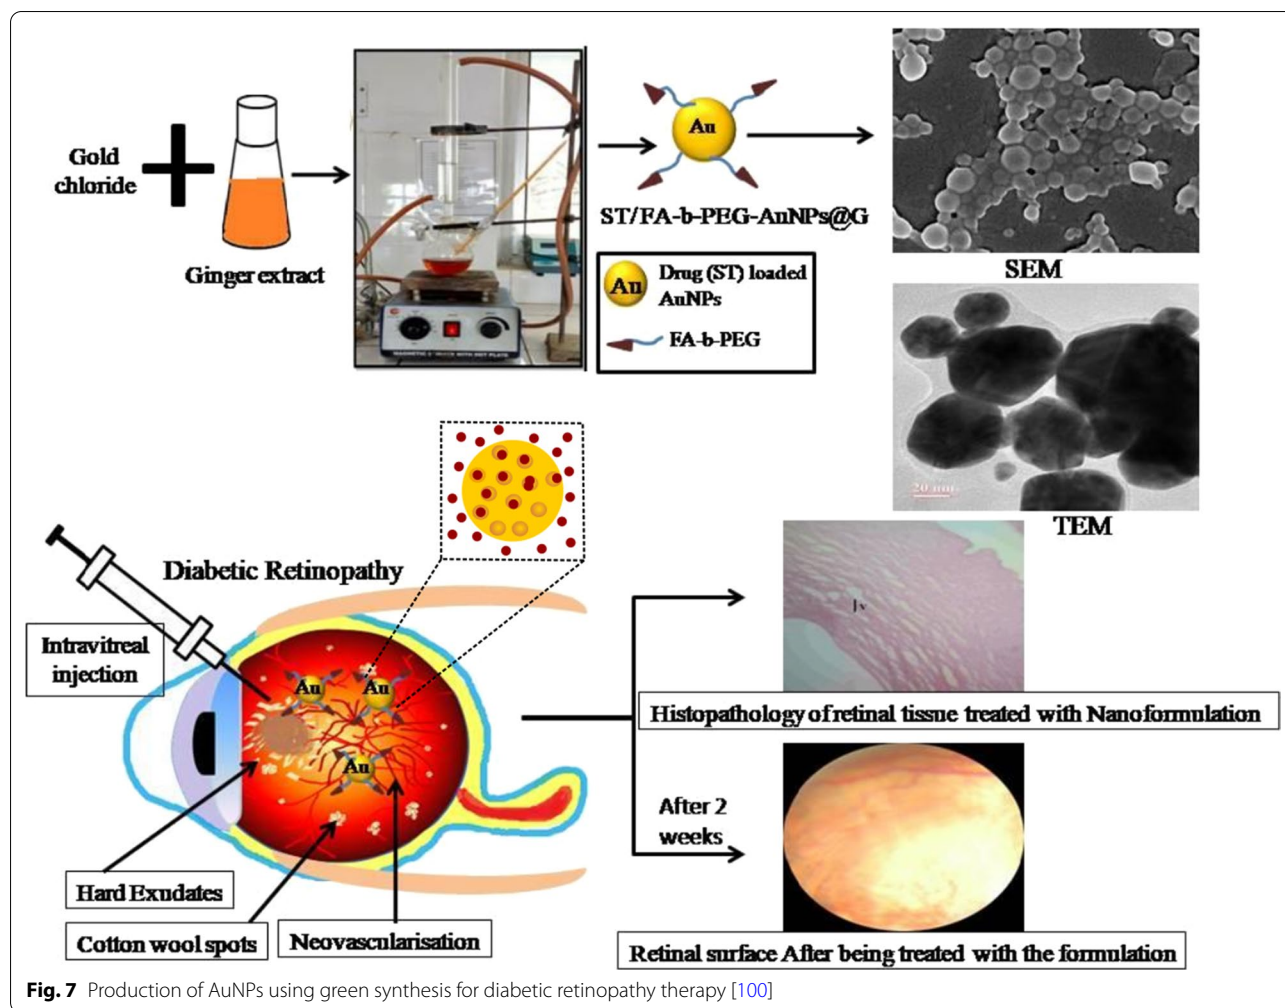 Gold
chloride
Ginger extract
Au
ST/FA-b-PEG-AuNPs@G
Au
Drug (ST) loaded
AuNPs
FA-b-PEG
SEM
20 nm
TEM
Diabetic Retinopathy
Intravitreal
injection
Au
Au
Au
Hard Exudates
Cotton wool spots
Neovascularisation
v
Histopathology of retinal tissue treated with Nanoformulation
After 2
weeks
Retinal surface After being treated with the formulation
Fig. 7 Production of AuNPs using green synthesis for diabetic retinopathy therapy [100]